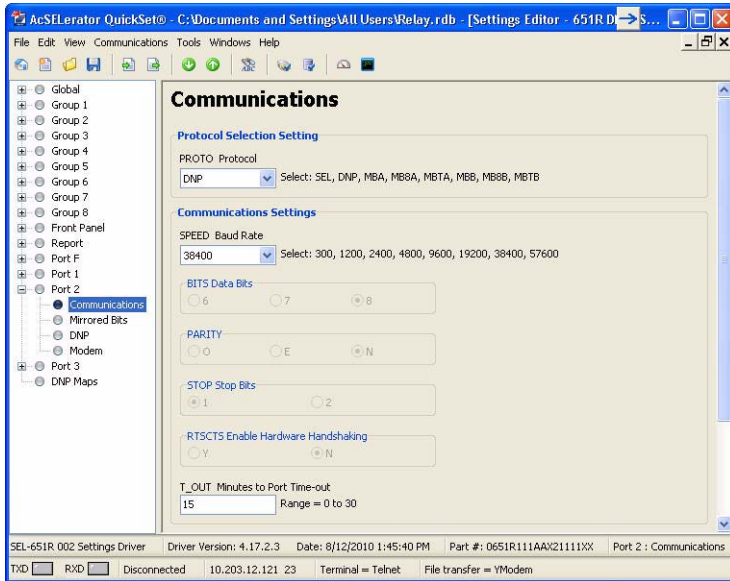 AcSELerator QuickSet® - C:\Documents and Settings\All Users\Relay.rdb - [Settings Editor - 651R D S...
File Edit View Communications Tools Windows Help
Global
Group 1
Group 2
Group 3
Group 4
Group 5
Group 6
Group 7
Group 8
Front Panel
Report
Port F
Port 1
Port 2
Communications
Mirrored Bits
DNP
Modem
Port 3
DNP Maps
Communications
Protocol Selection Setting
PROTO Protocol
DNP Select: SEL, DNP, MBA, MB8A, MBTA, MBB, MB8B, MBTB
Communications Settings
SPEED Baud Rate
38400 Select: 300, 1200, 2400, 4800, 9600, 19200, 38400, 57600
BITS Data Bits
6 7 8
PARITY
O E N
STOP Stop Bits
1 2
RTSCTS Enable Hardware Handshaking
Y N
T_OUT Minutes to Port Time-out
15 Range = 0 to 30
SEL-651R 002 Settings Driver Driver Version: 4.17.2.3 Date: 8/12/2010 1:45:40 PM Part #: 0651R111AAX21111XX Port 2 : Communications
TXD RXD Disconnected 10.203.12.121 23 Terminal = Telnet File transfer = YModem